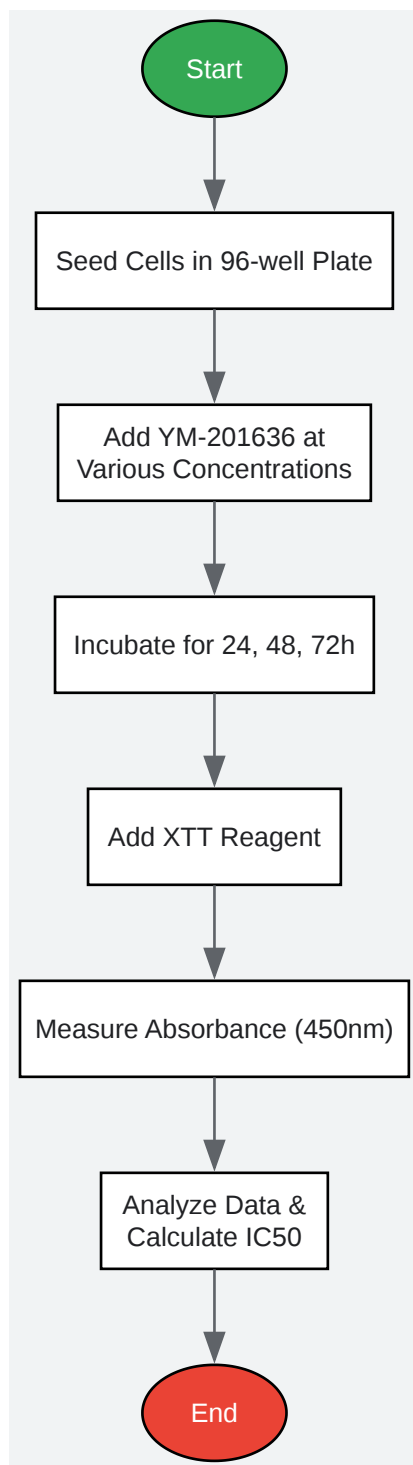 Start
Seed Cells in 96-well Plate
Add YM-201636 at
Various Concentrations
Incubate for 24, 48, 72h
Add XTT Reagent
Measure Absorbance (450nm)
Analyze Data &
Calculate IC50
End